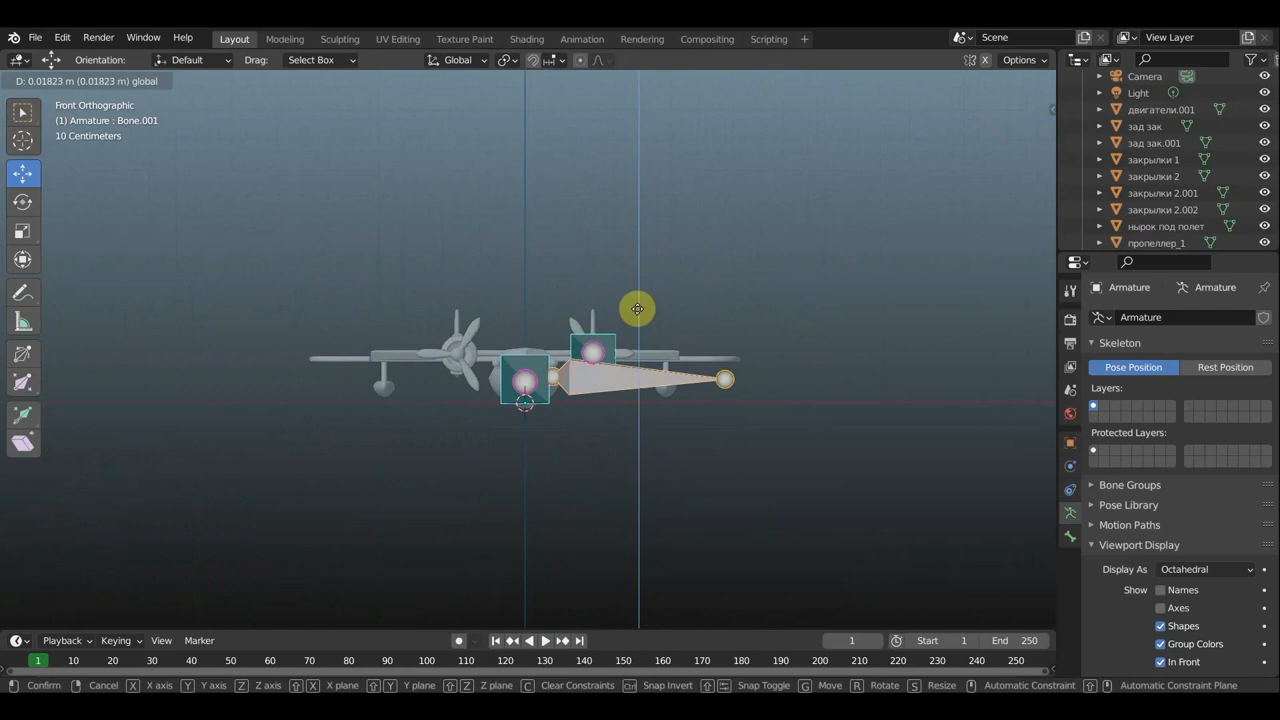 File Edit Render Window Help Layout Modeling Sculpting UV Editing Texture Paint Shading Animation Rendering Compositing Scripting + Scene View Layer
Orientation: Default Drag: Select Box Global X Options
D: 0.01823 m (0.01823 m) global
Front Orthographic
(1) Armature : Bone.001
10 Centimeters
Camera
Light
двигатели.001
зад зак
зад зак.001
закрылки 1
закрылки 2
закрылки 2.001
закрылки 2.002
нырок под полет
пропеллер_1
Armature Armature
Armature
Skeleton
Pose Position Rest Position
Layers:
Protected Layers:
Bone Groups
Pose Library
Motion Paths
Viewport Display
Display As Octahedral
Show Names
Axes
Shapes
Group Colors
In Front
Playback Keying View Marker 1 Start 1 End 250
1 10 20 30 40 50 60 70 80 90 100 110 120 130 140 150 160 170 180 190 200 210 220 230 240 250
Confirm Cancel X X axis Y Y axis Z Z axis X X plane Y Y plane Z Z plane C Clear Constraints Ctrl Snap Invert Snap Toggle G Move R Rotate S Resize Automatic Constraint Automatic Constraint Plane